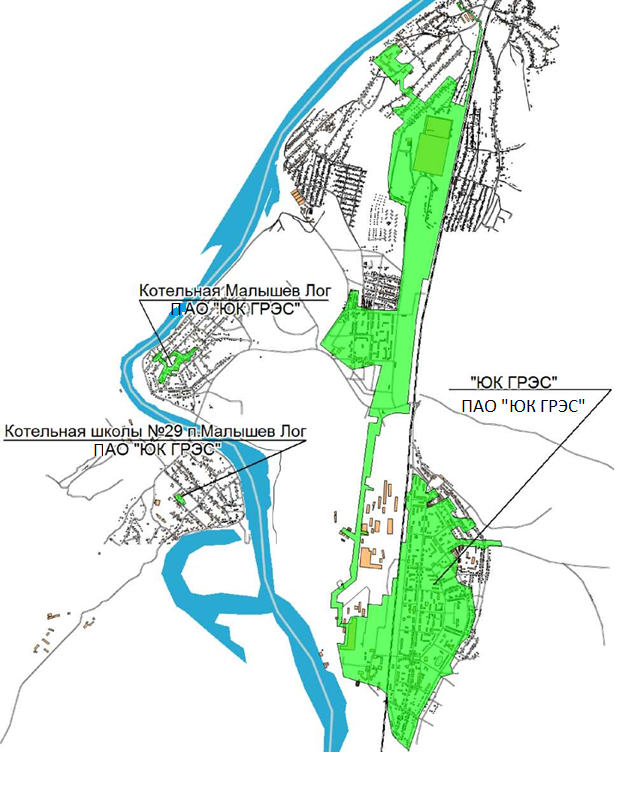 Котельная Малышев Лог
ПАО "ЮК ГРЭС"
"ЮК ГРЭС"
ПАО "ЮК ГРЭС"
Котельная школы №29 п.Малышев Лог
ПАО "ЮК ГРЭС"